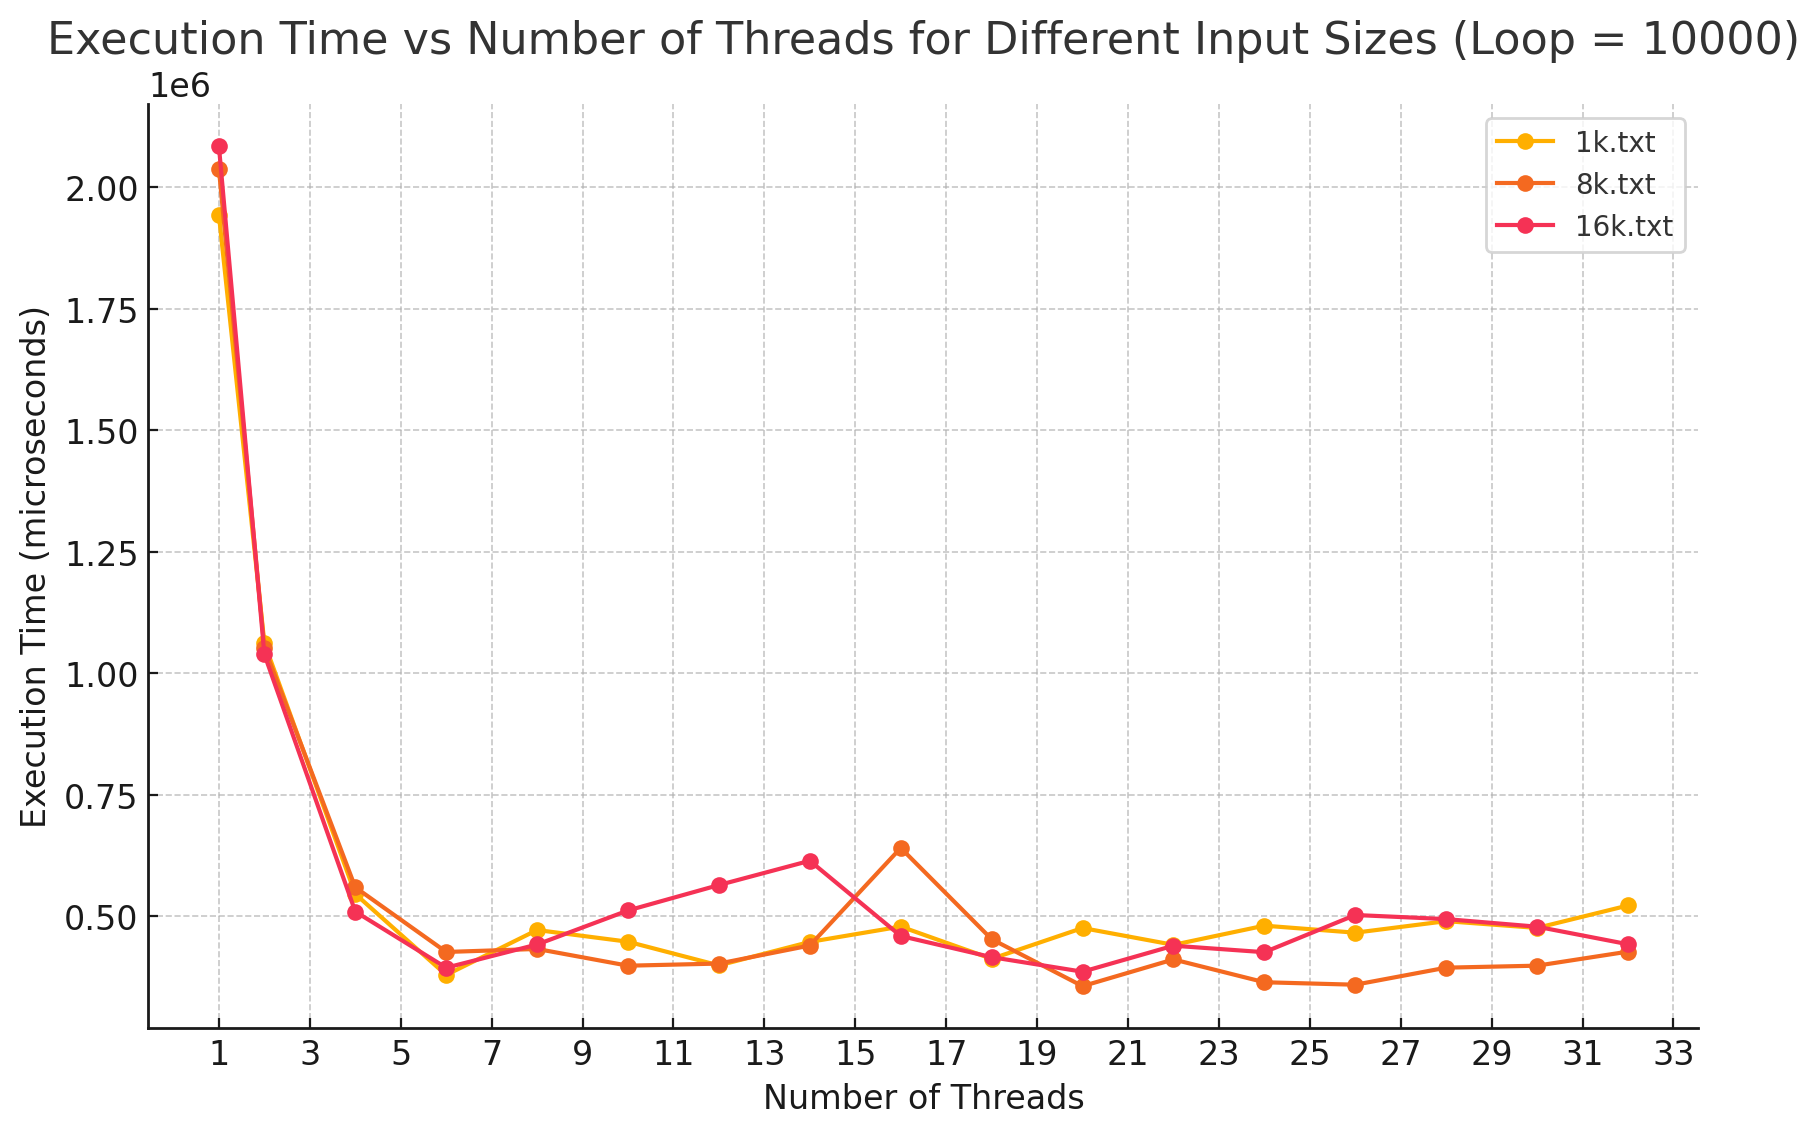 Execution Time vs Number of Threads for Different Input Sizes (Loop = 10000)
1e6
1k.txt
8k.txt
16k.txt
2.00
1.75
1.50
1.25
1.00
0.75
0.50
Execution Time (microseconds)
1 3 5 7 9 11 13 15 17 19 21 23 25 27 29 31 33
Number of Threads